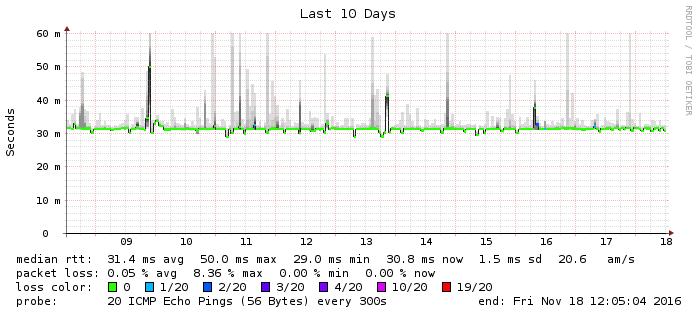 Last 10 Days
RRDTOOL / TOBI OETIKER
Seconds
60 m
50 m
40 m
30 m
20 m
10 m
0
09 10 11 12 13 14 15 16 17 18
median rtt: 31.4 ms avg 50.0 ms max 29.0 ms min 30.8 ms now 1.5 ms sd 20.6 am/s
packet loss: 0.05 % avg 8.36 % max 0.00 % min 0.00 % now
loss color: 0 1/20 2/20 3/20 4/20 10/20 19/20
probe: 20 ICMP Echo Pings (56 Bytes) every 300s end: Fri Nov 18 12:05:04 2016